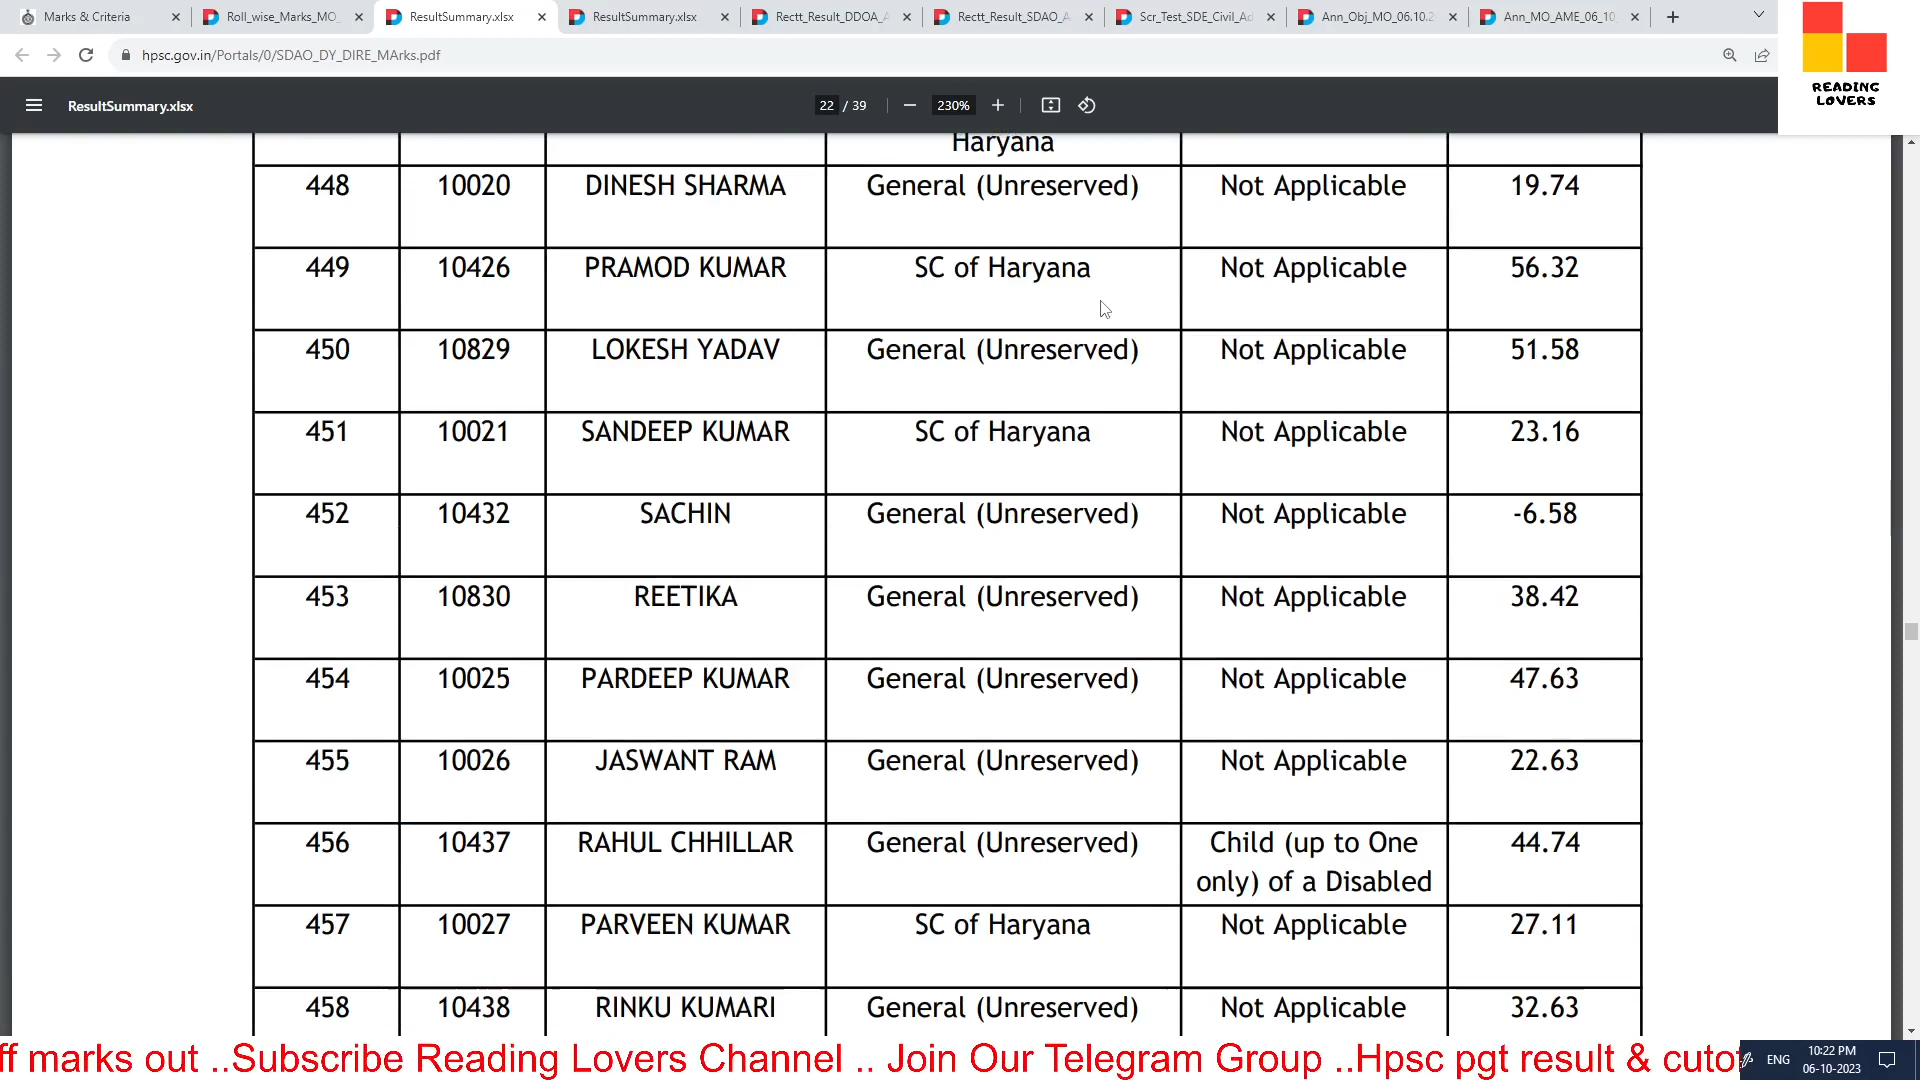 Marks & Criteria
Roll_wise_Marks_MO_
ResultSummary.xlsx
ResultSummary.xlsx
Rectt_Result_DDOA_A
Rectt_Result_SDAO_A
Scr_Test_SDE_Civil_Ad
Ann_Obj_MO_06.10.2
Ann_MO_AME_06_10_
hpsc.gov.in/Portals/0/SDAO_DY_DIRE_MArks.pdf
READING
LOVERS
ResultSummary.xlsx
22 / 39
230%
Haryana
448 10020 DINESH SHARMA General (Unreserved) Not Applicable 19.74
449 10426 PRAMOD KUMAR SC of Haryana Not Applicable 56.32
450 10829 LOKESH YADAV General (Unreserved) Not Applicable 51.58
451 10021 SANDEEP KUMAR SC of Haryana Not Applicable 23.16
452 10432 SACHIN General (Unreserved) Not Applicable -6.58
453 10830 REETIKA General (Unreserved) Not Applicable 38.42
454 10025 PARDEEP KUMAR General (Unreserved) Not Applicable 47.63
455 10026 JASWANT RAM General (Unreserved) Not Applicable 22.63
456 10437 RAHUL CHHILLAR General (Unreserved) Child (up to One 44.74
only) of a Disabled
457 10027 PARVEEN KUMAR SC of Haryana Not Applicable 27.11
458 10438 RINKU KUMARI General (Unreserved) Not Applicable 32.63
ff marks out ..Subscribe Reading Lovers Channel .. Join Our Telegram Group ..Hpsc pgt result & cuto
ENG
10:22 PM
06-10-2023